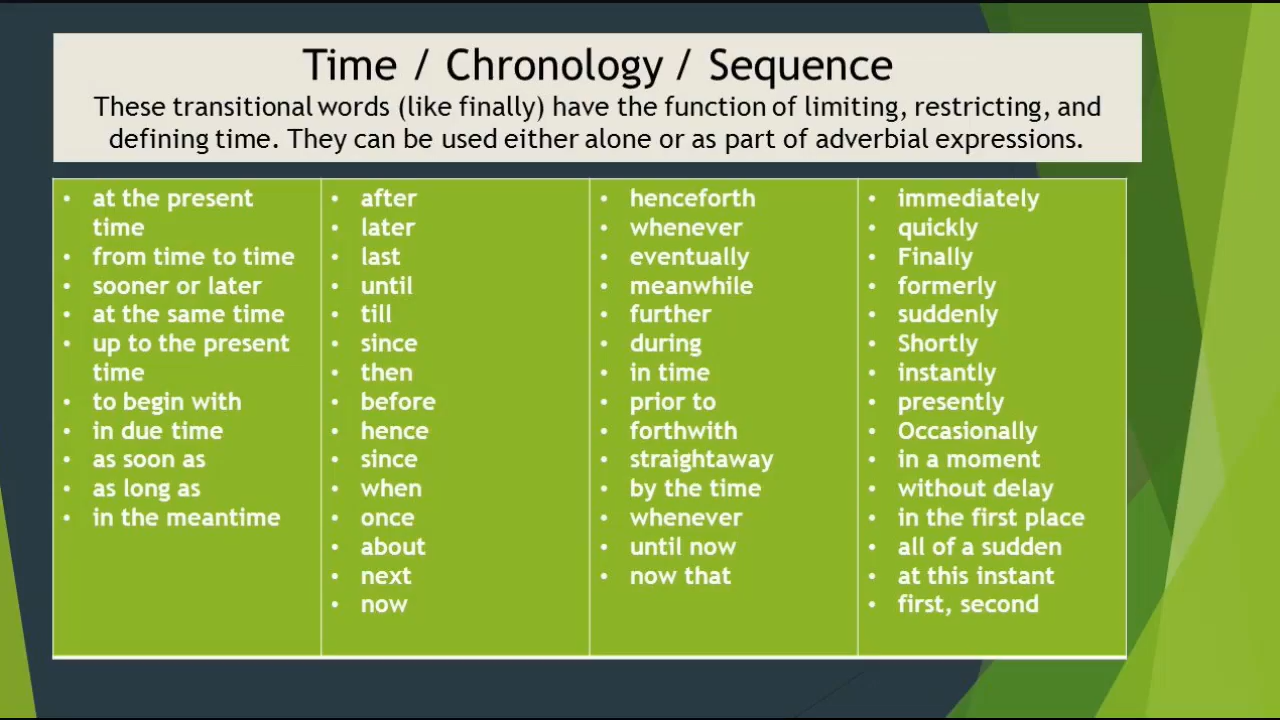 Time / Chronology / Sequence
These transitional words (like finally) have the function of limiting, restricting, and
defining time. They can be used either alone or as part of adverbial expressions.
• at the present
time
• from time to time
• sooner or later
• at the same time
• up to the present
time
• to begin with
• in due time
• as soon as
• as long as
• in the meantime
• after
• later
• last
• until
• till
• since
• then
• before
• hence
• since
• when
• once
• about
• next
• now
• henceforth
• whenever
• eventually
• meanwhile
• further
• during
• in time
• prior to
• forthwith
• straightaway
• by the time
• whenever
• until now
• now that
• immediately
• quickly
• Finally
• formerly
• suddenly
• Shortly
• instantly
• presently
• Occasionally
• in a moment
• without delay
• in the first place
• all of a sudden
• at this instant
• first, second